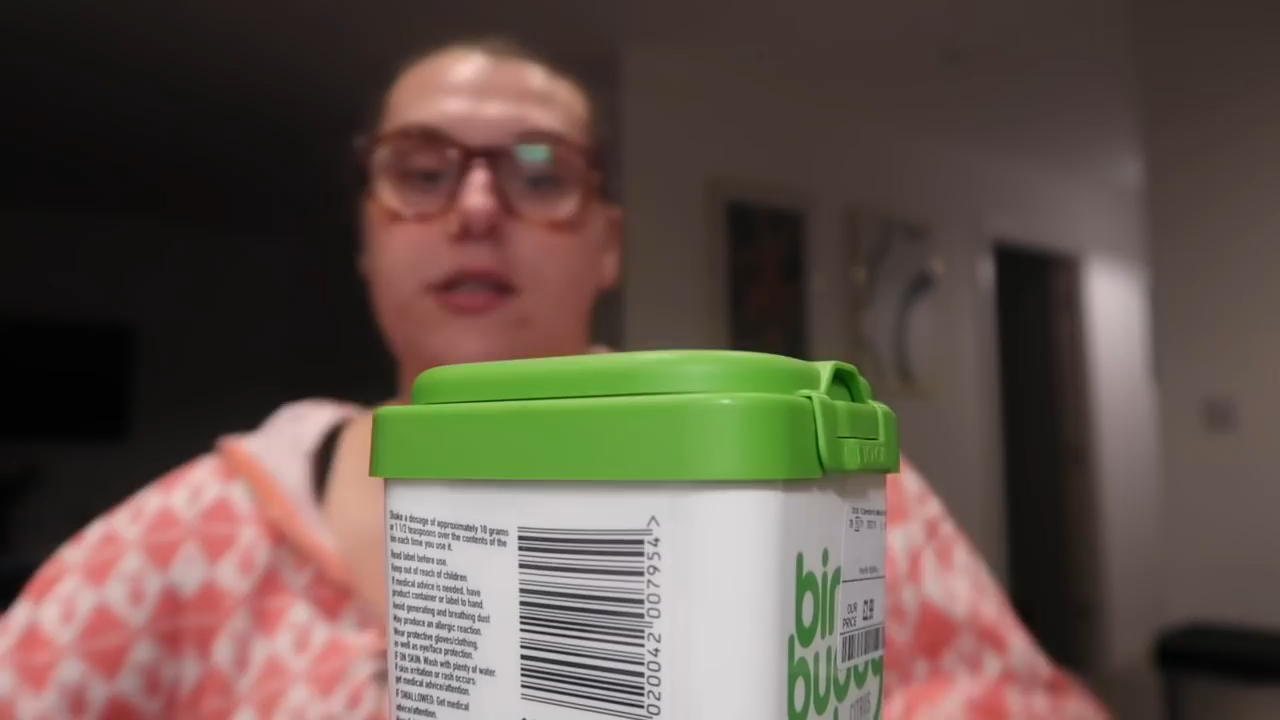 Shake a dosage of approximately 10 grams
or 1 1/2 teaspoons over the contents of the
bin each time you use it.
Read label before use.
Keep out of reach of children.
If medical advice is needed, have
product container or label to hand.
Avoid generating and breathing dust
May produce an allergic reaction.
Wear protective gloves/clothing,
as well as eye/face protection.
IF ON SKIN: Wash with plenty of water.
If skin irritation or rash occurs
get medical advice/attention.
IF SWALLOWED: Get medical
advice/attention.
020042 007954 >
bin
buddy
CITRUS
OUR
PRICE